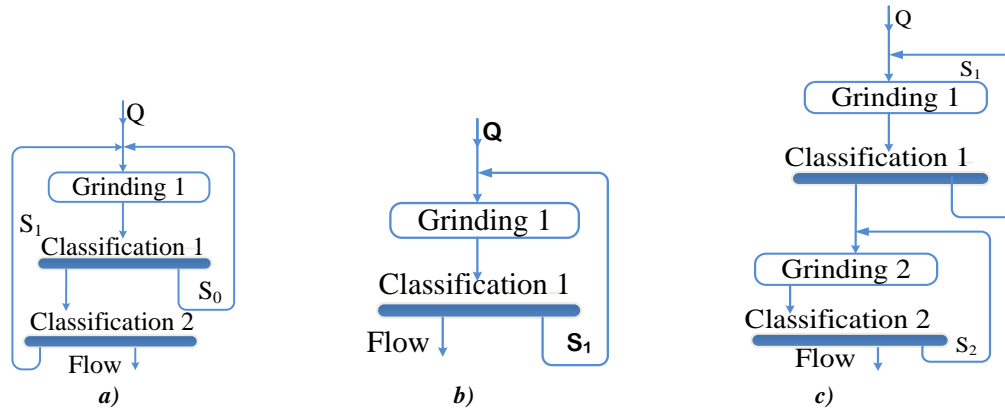 Q
Grinding 1
S1
Classification 1
S0
Classification 2
Flow
a)
Q
Grinding 1
Classification 1
Flow
S1
b)
Q
S1
Grinding 1
Classification 1
Grinding 2
Classification 2
Flow
S2
c)